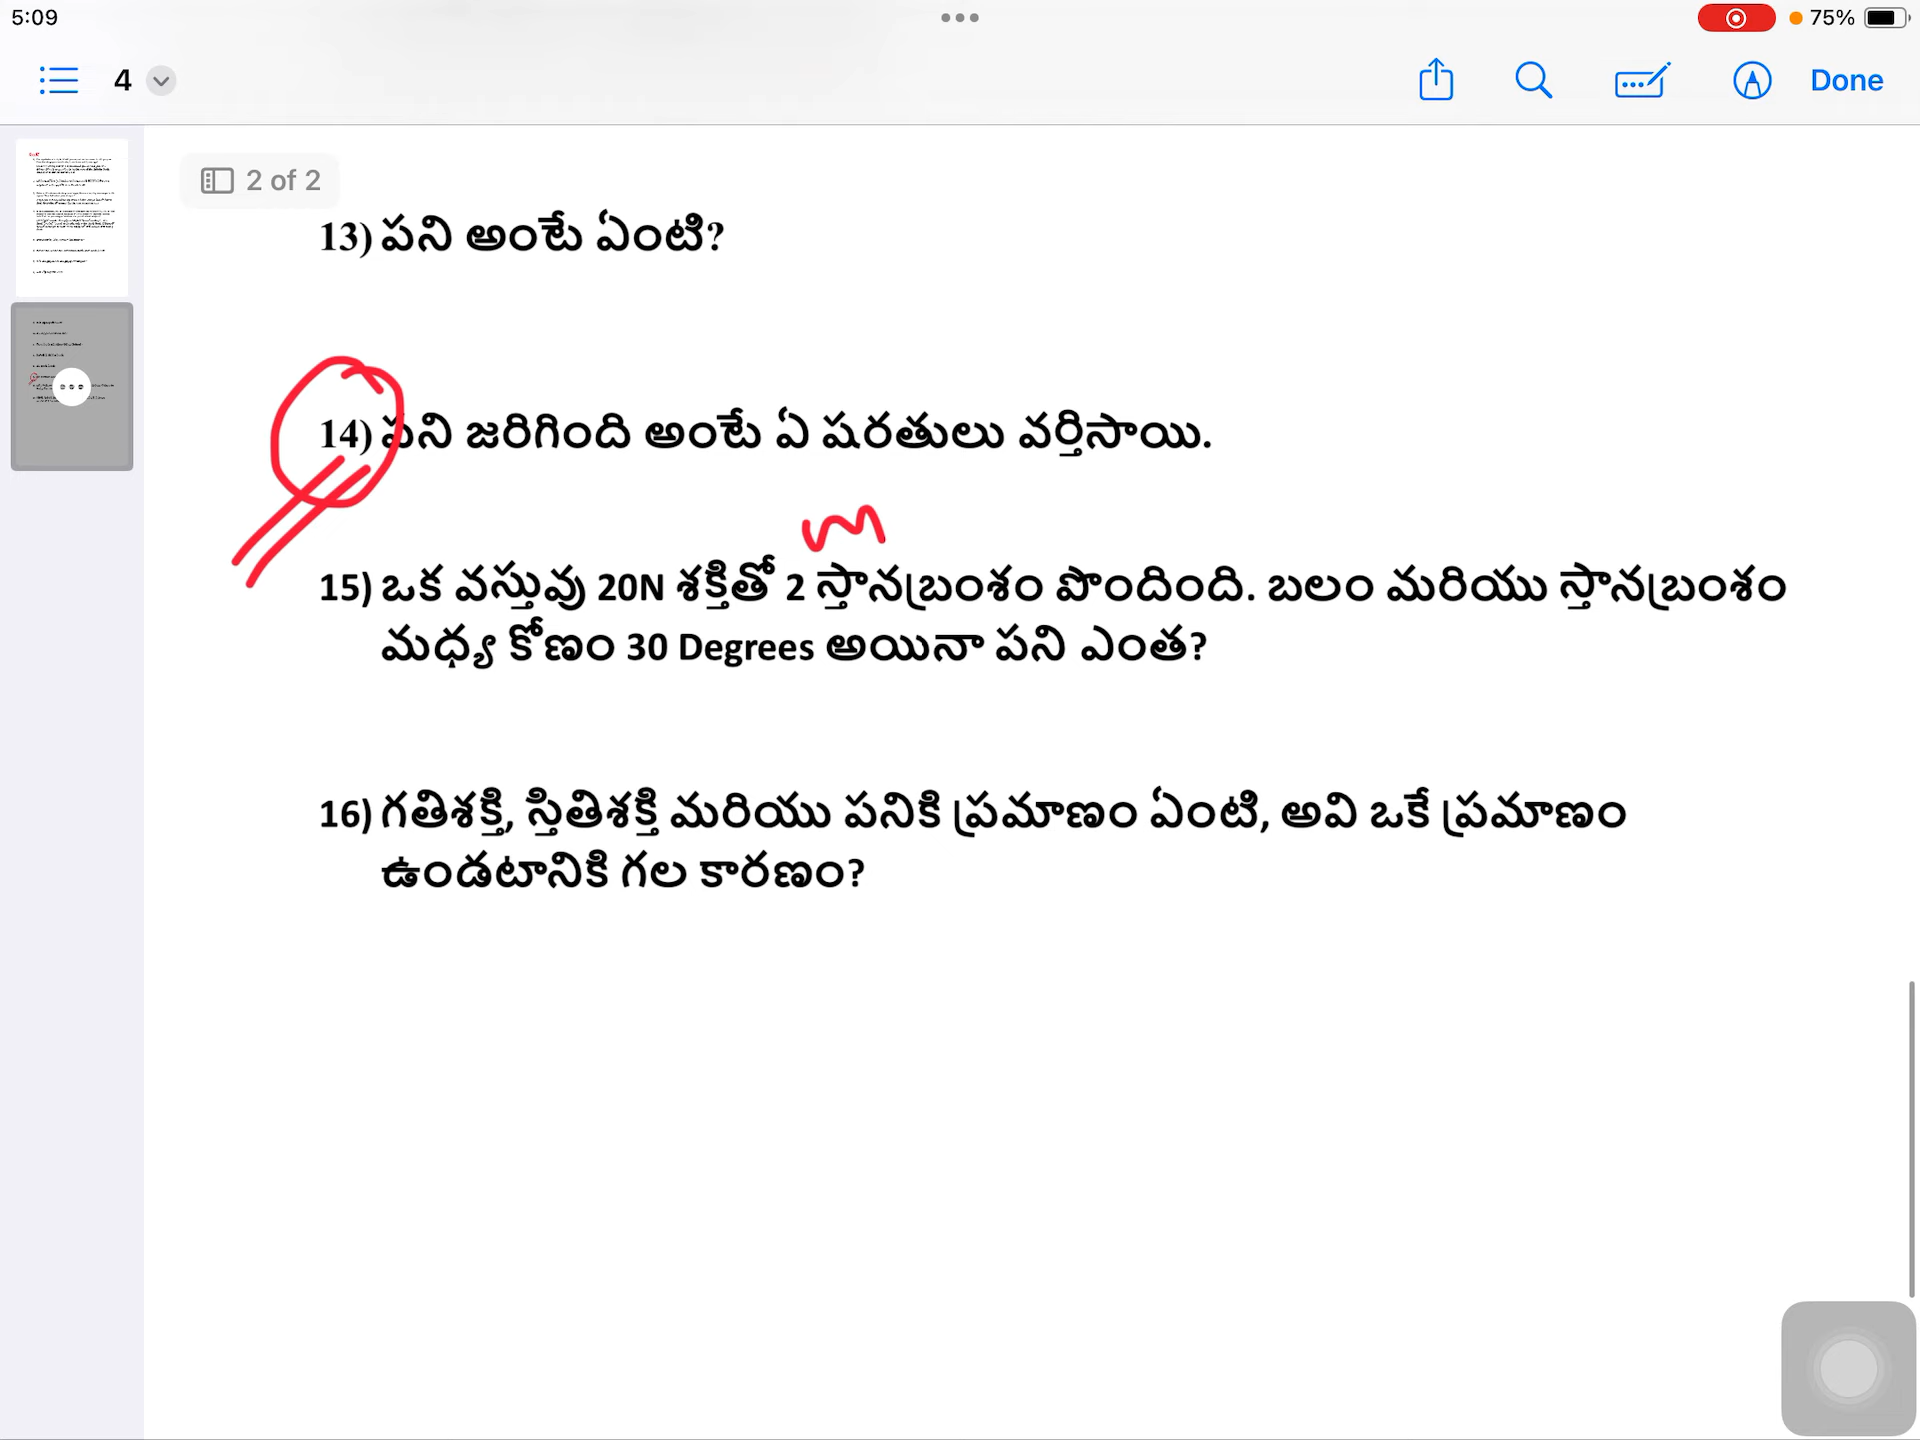 5:09
75%
4
Done
2 of 2
13) పని అంటే ఏంటి?
14) పని జరిగింది అంటే ఏ షరతులు వర్తిసాయి.
m
15) ఒక వస్తువు 20N శక్తితో 2 స్తానబ్రంశం పొందింది. బలం మరియు స్తానబ్రంశం
మధ్య కోణం 30 Degrees అయినా పని ఎంత?
16) గతిశక్తి, స్తితిశక్తి మరియు పనికి ప్రమాణం ఏంటి, అవి ఒకే ప్రమాణం
ఉండటానికి గల కారణం?